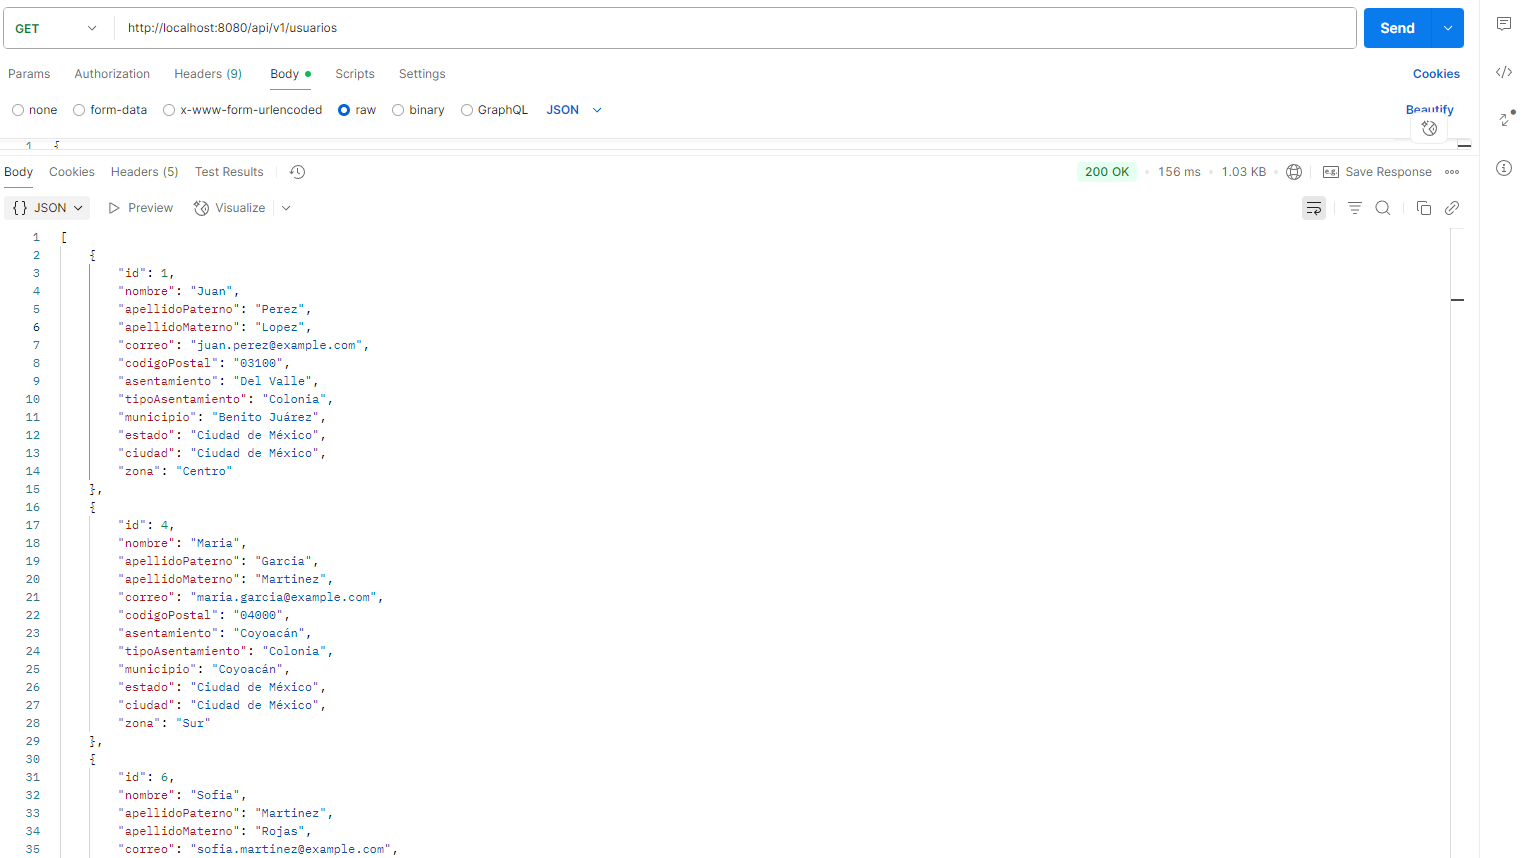 GET http://localhost:8080/api/v1/usuarios Send
Params Authorization Headers (9) Body Scripts Settings Cookies
none form-data x-www-form-urlencoded raw binary GraphQL JSON Beautify
1 {
Body Cookies Headers (5) Test Results 200 OK 156 ms 1.03 KB e.g. Save Response
{} JSON Preview Visualize
1 [
2 {
3 "id": 1,
4 "nombre": "Juan",
5 "apellidoPaterno": "Perez",
6 "apellidoMaterno": "Lopez",
7 "correo": "juan.perez@example.com",
8 "codigoPostal": "03100",
9 "asentamiento": "Del Valle",
10 "tipoAsentamiento": "Colonia",
11 "municipio": "Benito Juárez",
12 "estado": "Ciudad de México",
13 "ciudad": "Ciudad de México",
14 "zona": "Centro"
15 },
16 {
17 "id": 4,
18 "nombre": "Maria",
19 "apellidoPaterno": "Garcia",
20 "apellidoMaterno": "Martinez",
21 "correo": "maria.garcia@example.com",
22 "codigoPostal": "04000",
23 "asentamiento": "Coyoacán",
24 "tipoAsentamiento": "Colonia",
25 "municipio": "Coyoacán",
26 "estado": "Ciudad de México",
27 "ciudad": "Ciudad de México",
28 "zona": "Sur"
29 },
30 {
31 "id": 6,
32 "nombre": "Sofia",
33 "apellidoPaterno": "Martinez",
34 "apellidoMaterno": "Rojas",
35 "correo": "sofia.martinez@example.com",